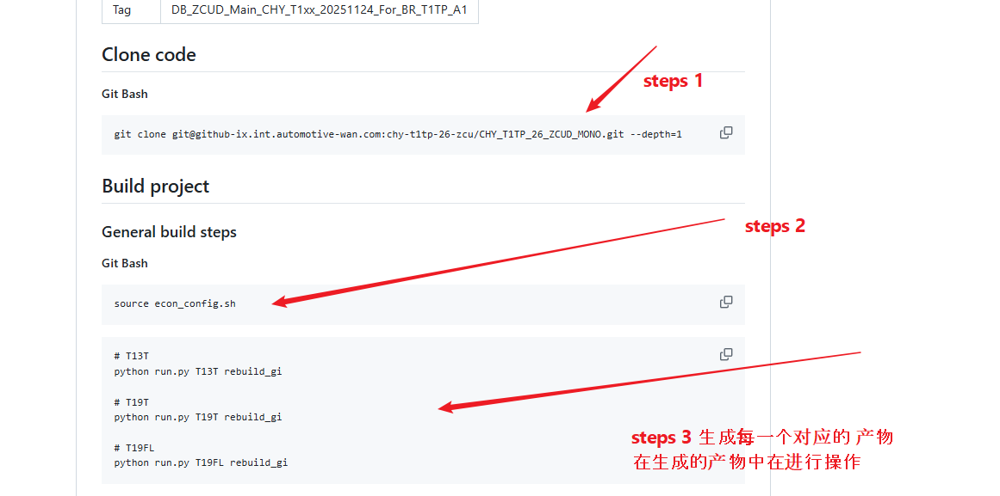 Tag DB_ZCUD_Main_CHY_T1xx_20251124_For_BR_T1TP_A1
Clone code
steps 1
Git Bash
git clone git@github-ix.int.automotive-wan.com:chy-t1tp-26-zcu/CHY_T1TP_26_ZCUD_MONO.git --depth=1
Build project
steps 2
General build steps
Git Bash
source econ_config.sh
# T13T
python run.py T13T rebuild_gi
# T19T
python run.py T19T rebuild_gi
# T19FL
python run.py T19FL rebuild_gi
steps 3 生成每一个对应的 产物
在生成的产物中在进行操作